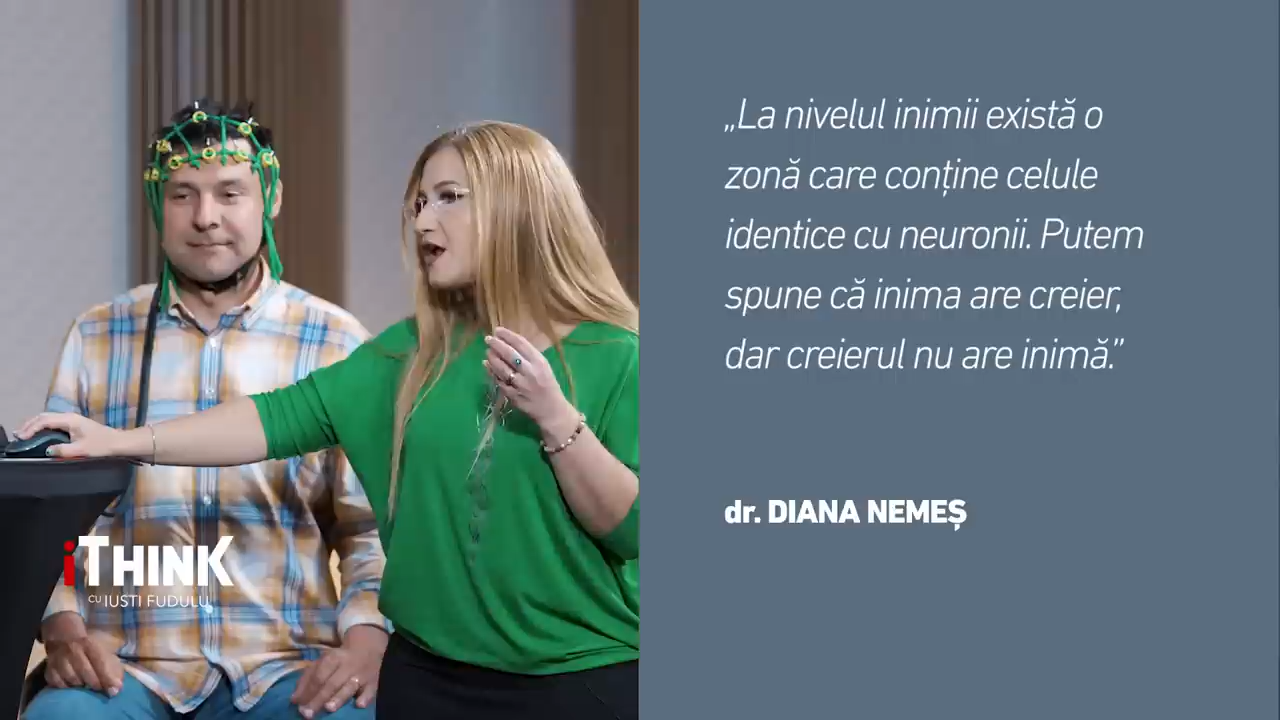 „La nivelul inimii există o
zonă care conține celule
identice cu neuronii. Putem
spune că inima are creier,
dar creierul nu are inimă.”
dr. DIANA NEMEȘ
iTHINK
CU IUSTI FUDULU